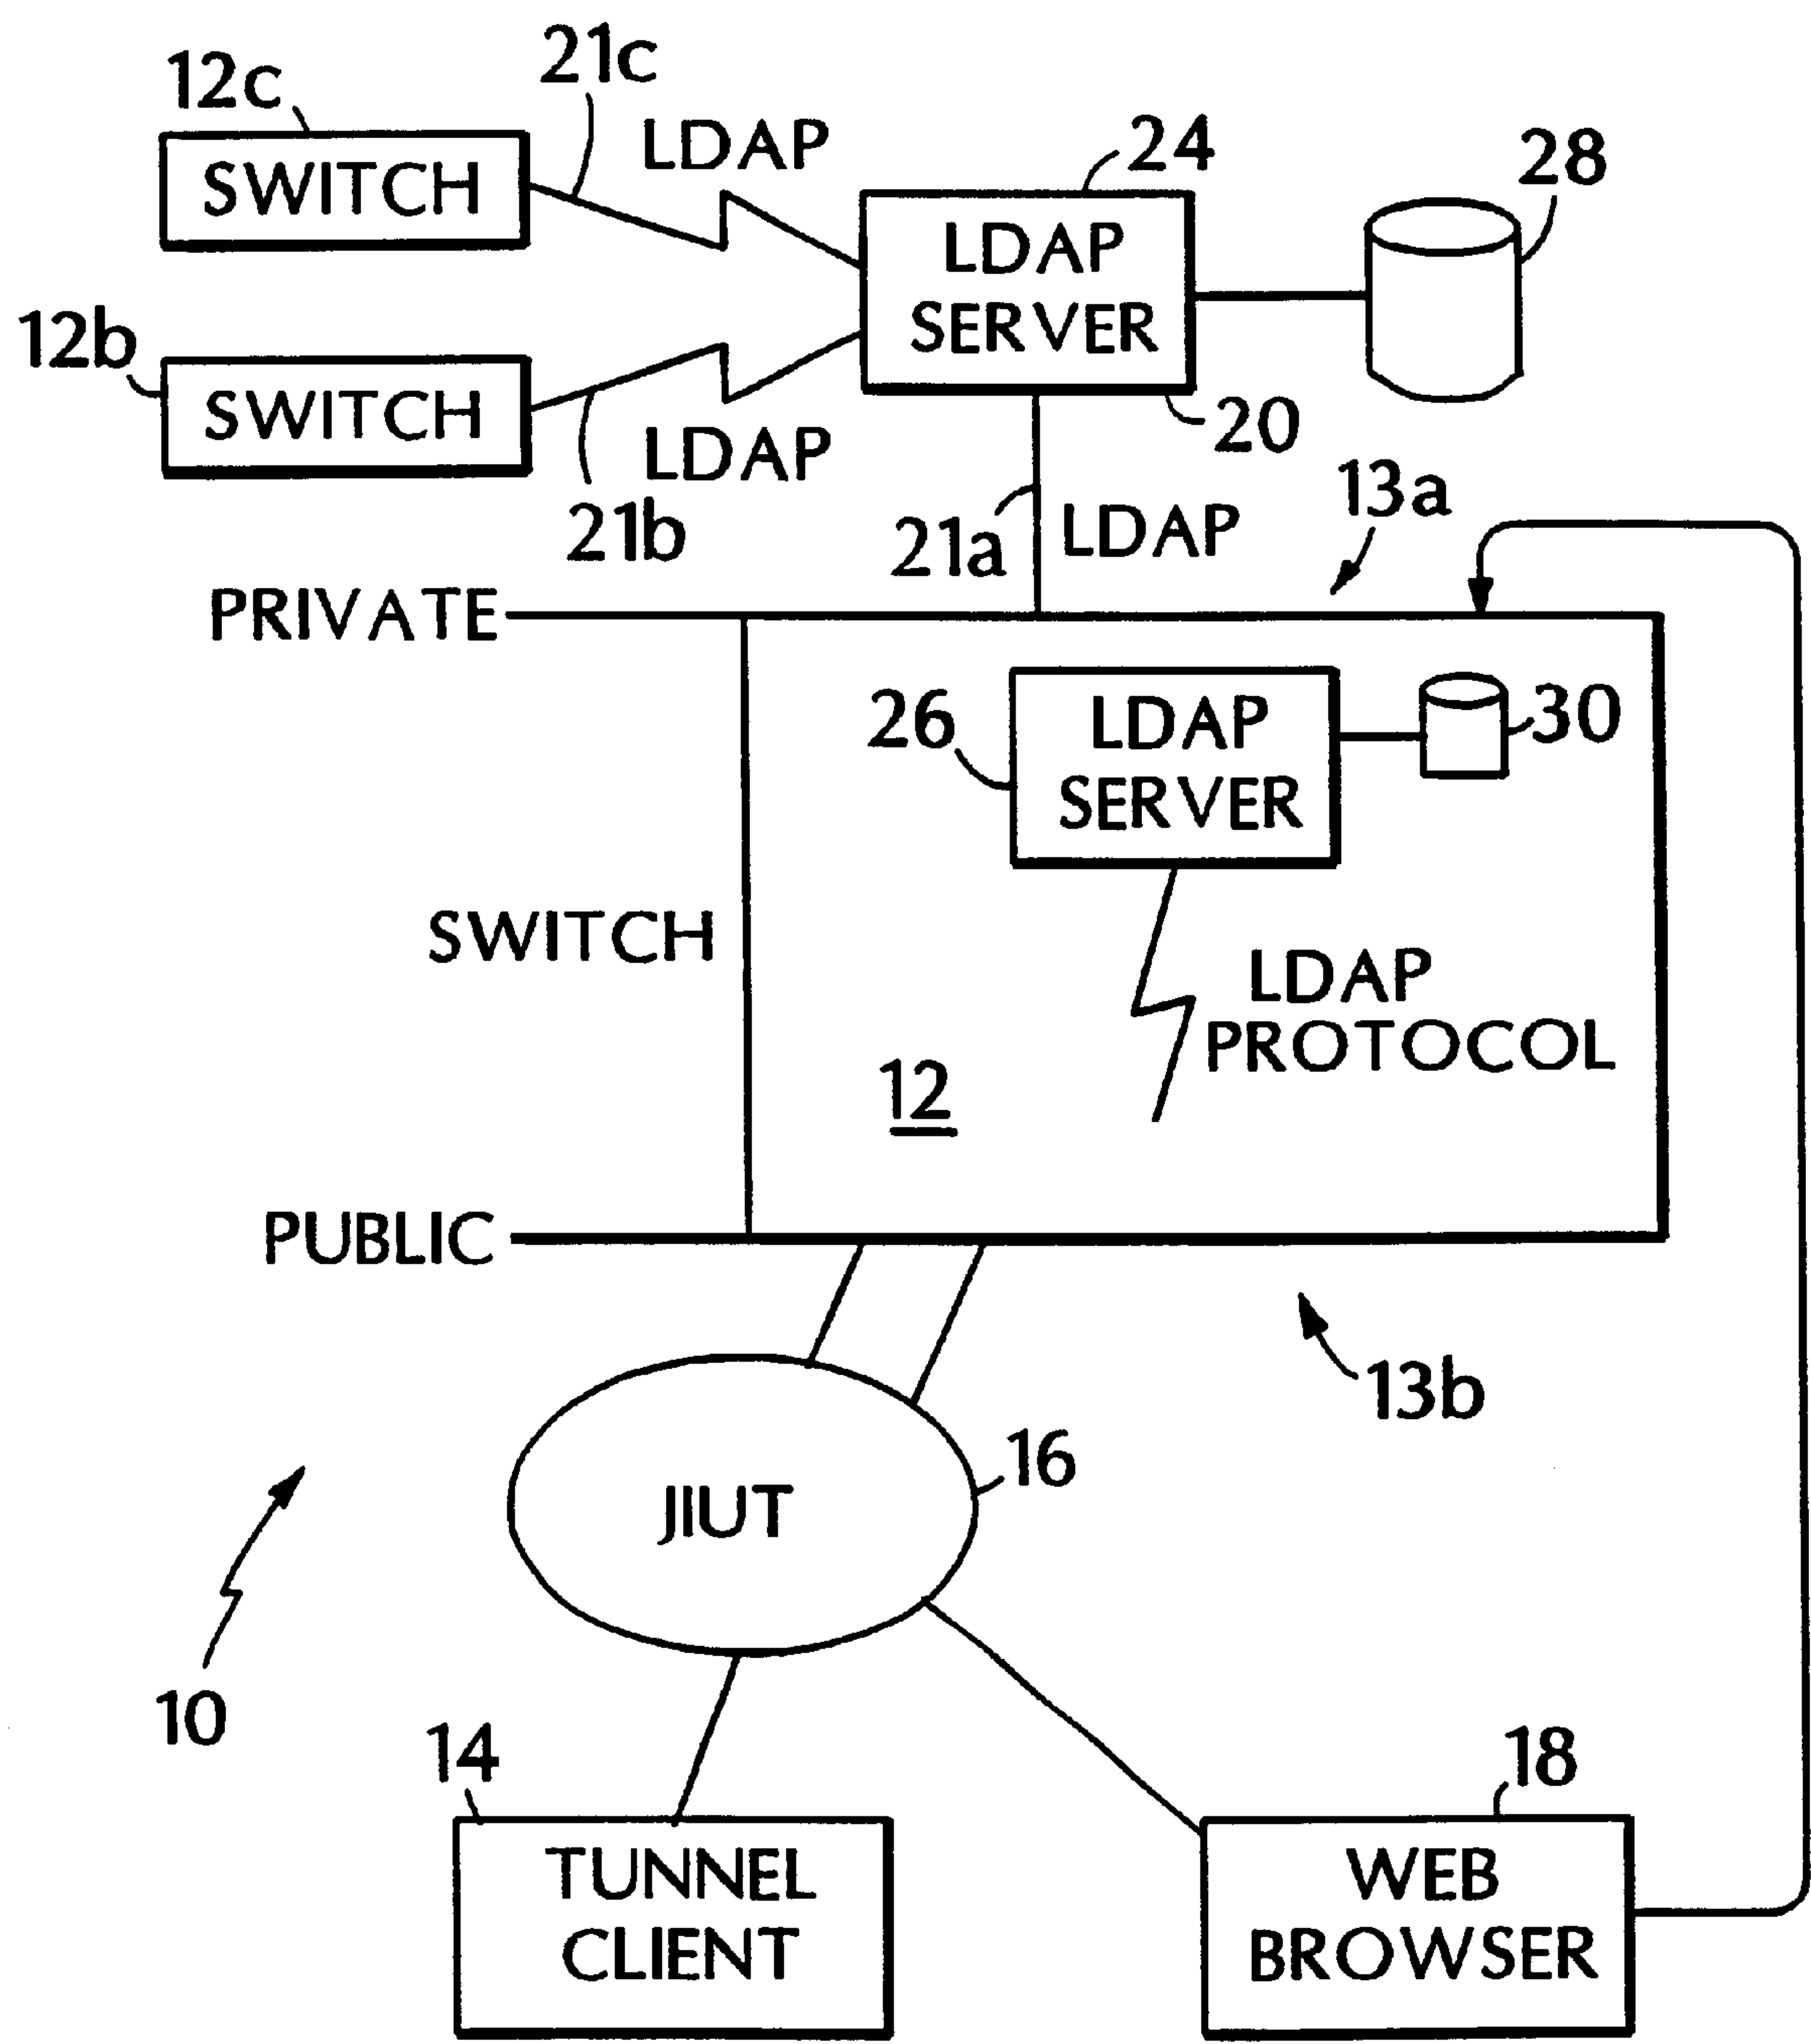 12c
21c
LDAP
SWITCH
24
LDAP
SERVER
28
12b
SWITCH
LDAP
21b
20
21a
LDAP
13a
PRIVATE
26
LDAP
SERVER
30
SWITCH
LDAP
PROTOCOL
12
PUBLIC
13b
16
JIUT
10
14
18
TUNNEL
CLIENT
WEB
BROWSER